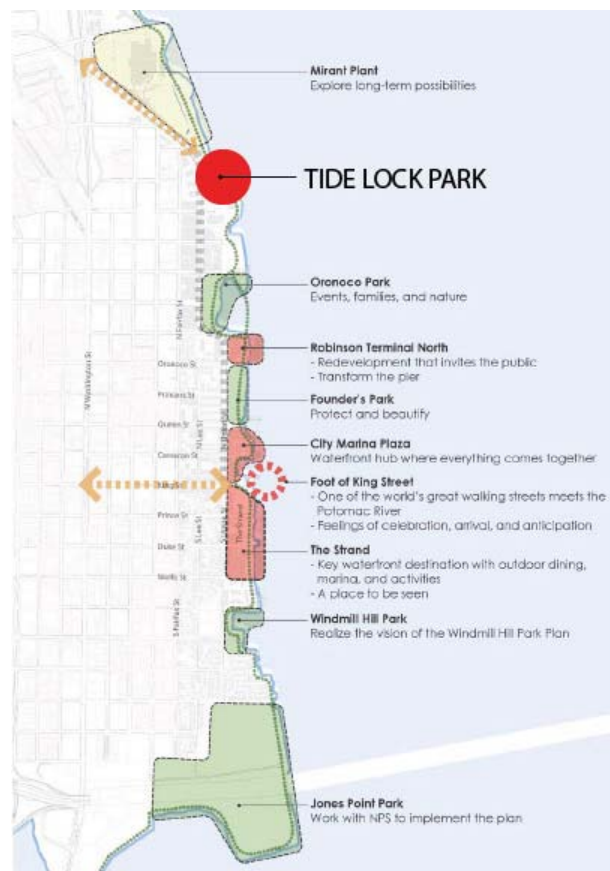 Mirant Plant
Explore long-term possibilities
TIDE LOCK PARK
Oronoco Park
Events, families, and nature
Robinson Terminal North
- Redevelopment that invites the public
- Transform the pier
Founder's Park
Protect and beautify
City Marina Plaza
Waterfront hub where everything comes together
Foot of King Street
- One of the world's great walking streets meets the
Potomac River
- Feelings of celebration, arrival, and anticipation
The Strand
- Key waterfront destination with outdoor dining,
marina, and activities
- A place to be seen
Windmill Hill Park
Realize the vision of the Windmill Hill Park Plan
Jones Point Park
Work with NPS to implement the plan
N Washington St
N Fairfax St
Oronoco St
Princess St
Queen St
N Lee St
Cameron St
Prince St
The Strand
S Lee St
Duke St
Wolfe St
S Fairfax St